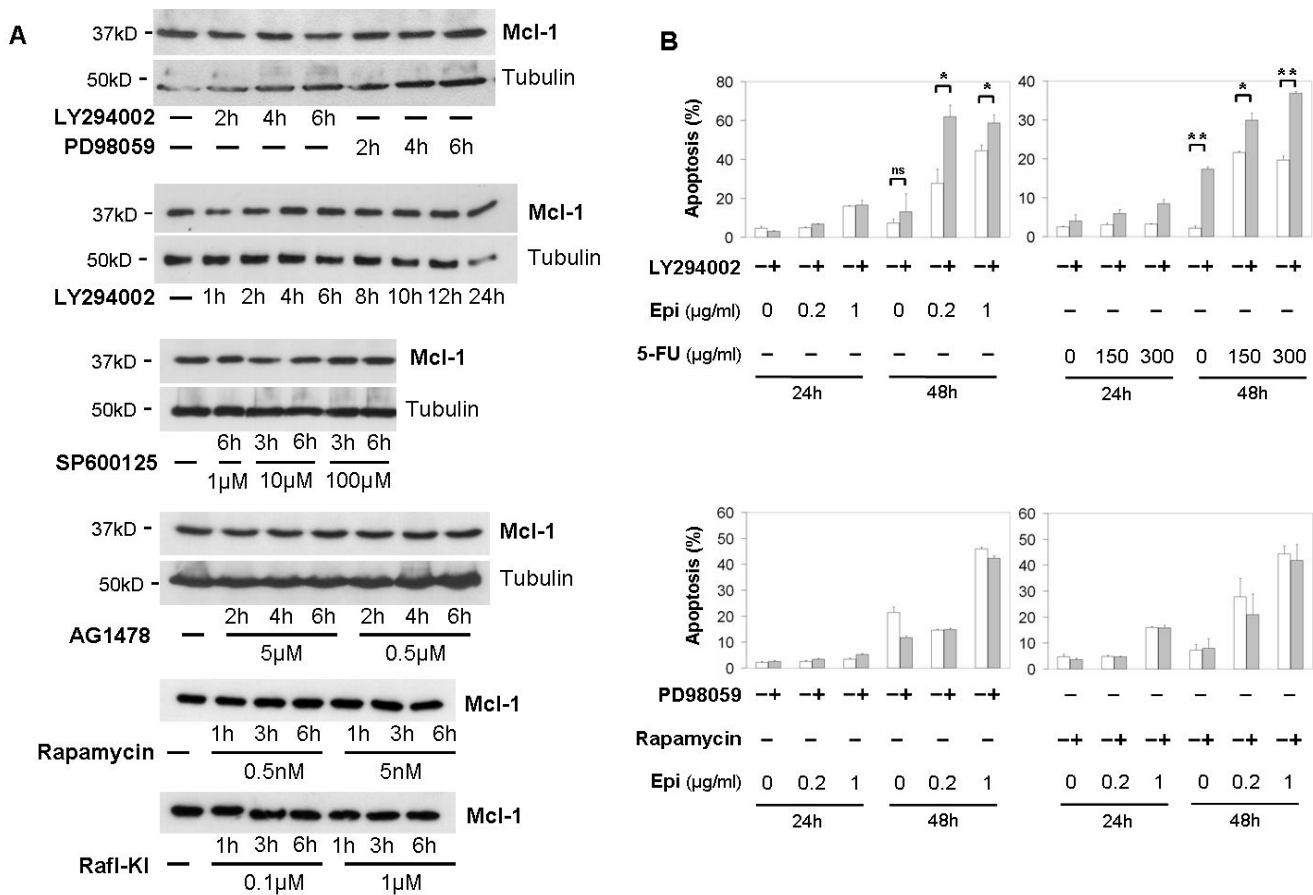 A
37kD - Mcl-1
50kD - Tubulin
LY294002 — 2h 4h 6h — — —
PD98059 — — — — 2h 4h 6h
37kD - Mcl-1
50kD - Tubulin
LY294002 — 1h 2h 4h 6h 8h 10h 12h 24h
37kD - Mcl-1
50kD - Tubulin
6h 3h 6h 3h 6h
SP600125 —
1µM 10µM 100µM
37kD - Mcl-1
50kD - Tubulin
2h 4h 6h 2h 4h 6h
AG1478 —
5µM 0.5µM
Mcl-1
1h 3h 6h 1h 3h 6h
Rapamycin —
0.5nM 5nM
Mcl-1
1h 3h 6h 1h 3h 6h
RafI-KI —
0.1µM 1µM
B
Apoptosis (%)
80
60
40
20
0
ns * *
50
40
30
20
10
0
** * **
LY294002 –+ –+ –+ –+ –+ –+ –+ –+ –+ –+ –+ –+
Epi (µg/ml) 0 0.2 1 0 0.2 1 – – – – – –
5-FU (µg/ml) – – – – – – 0 150 300 0 150 300
24h 48h 24h 48h
Apoptosis (%)
60
50
40
30
20
10
0
60
50
40
30
20
10
0
PD98059 –+ –+ –+ –+ –+ –+ – – – – – –
Rapamycin – – – – – – –+ –+ –+ –+ –+ –+
Epi (µg/ml) 0 0.2 1 0 0.2 1 0 0.2 1 0 0.2 1
24h 48h 24h 48h